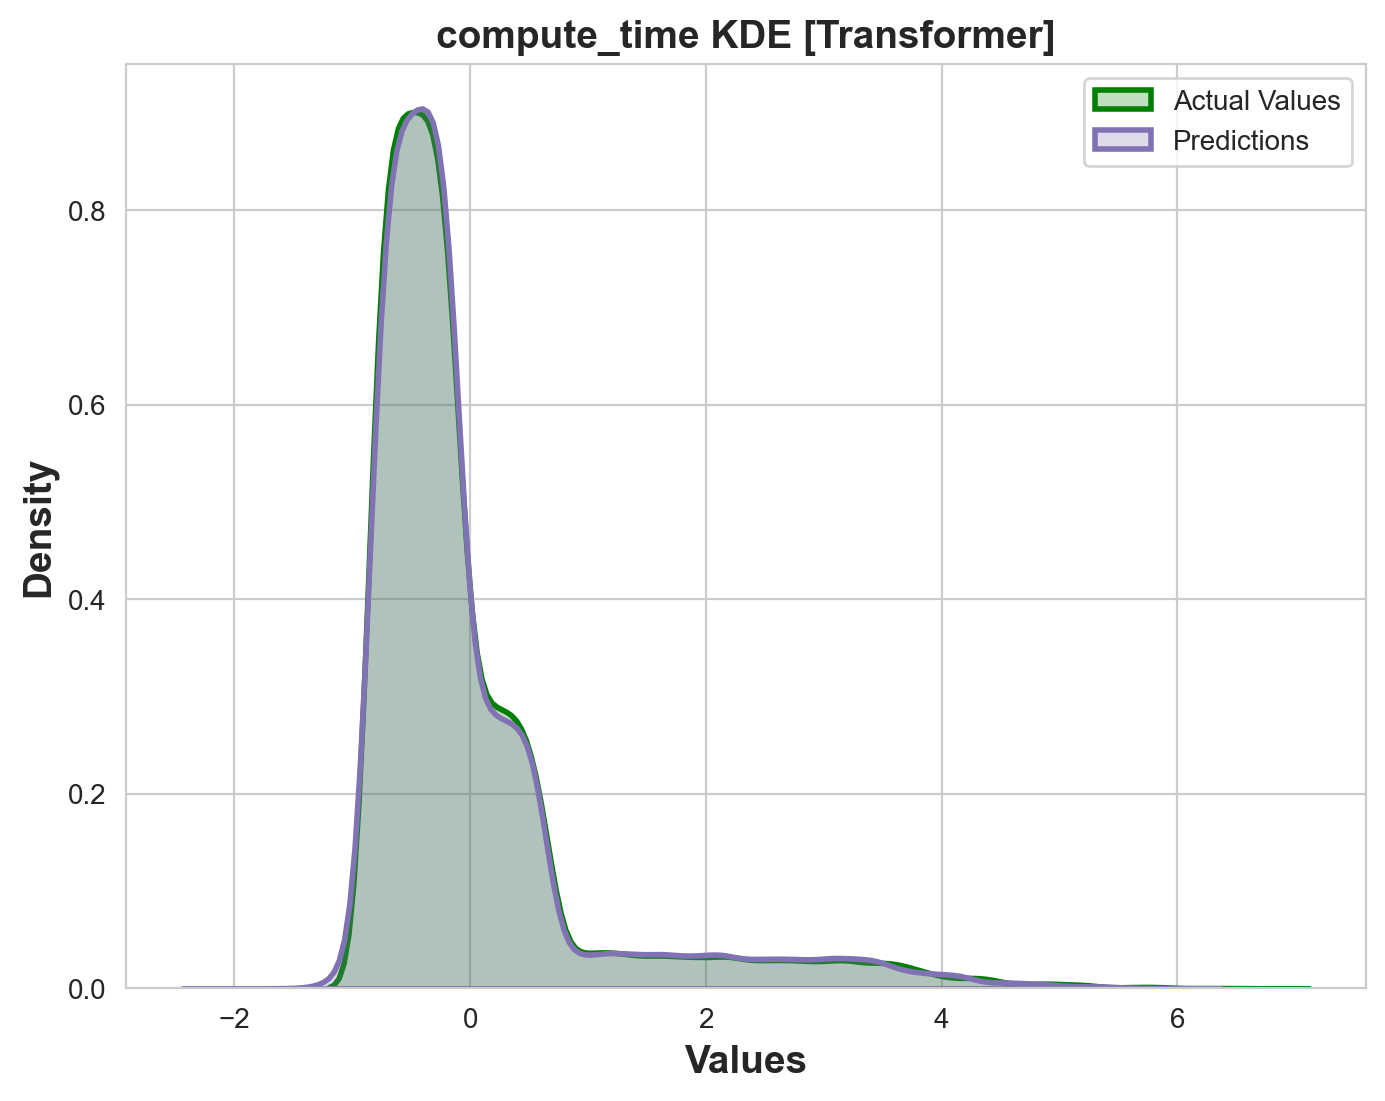 compute_time KDE [Transformer]
Actual Values
Predictions
Density
0.8
0.6
0.4
0.2
0.0
−2
0
2
4
6
Values